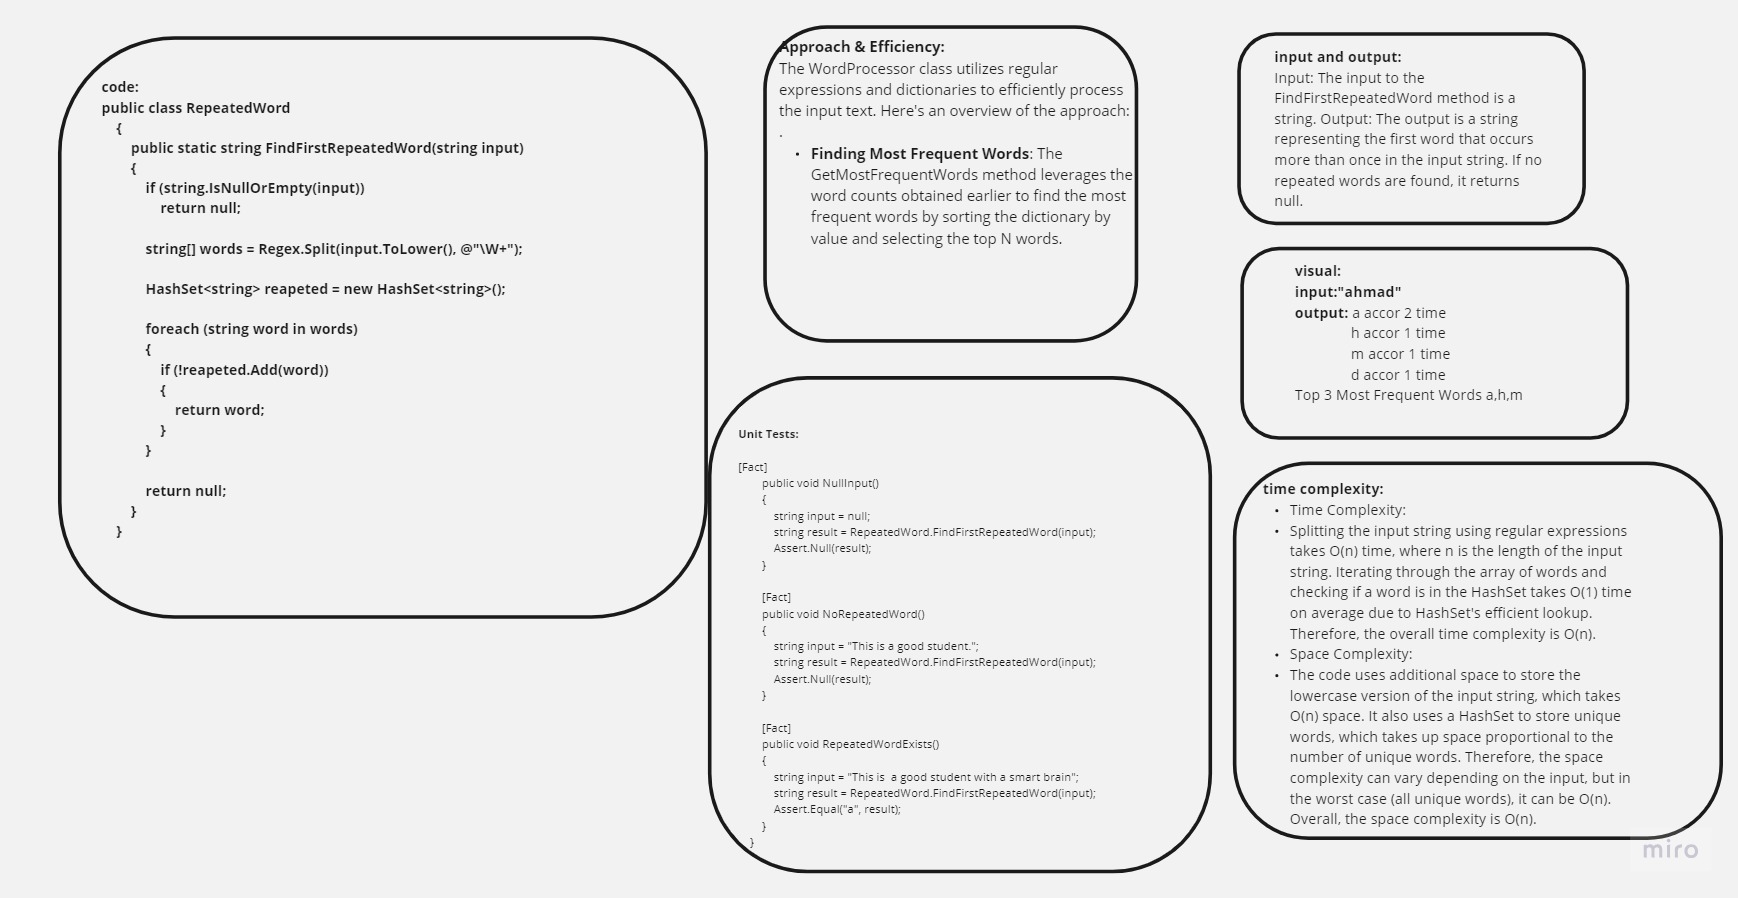 code:
public class RepeatedWord
{
public static string FindFirstRepeatedWord(string input)
{
if (string.IsNullOrEmpty(input))
return null;
string[] words = Regex.Split(input.ToLower(), @"\W+");
HashSet<string> reapeted = new HashSet<string>();
foreach (string word in words)
{
if (!reapeted.Add(word))
{
return word;
}
}
return null;
}
}
Approach & Efficiency:
The WordProcessor class utilizes regular
expressions and dictionaries to efficiently process
the input text. Here's an overview of the approach:
.
• Finding Most Frequent Words: The
GetMostFrequentWords method leverages the
word counts obtained earlier to find the most
frequent words by sorting the dictionary by
value and selecting the top N words.
Unit Tests:
[Fact]
public void NullInput()
{
string input = null;
string result = RepeatedWord.FindFirstRepeatedWord(input);
Assert.Null(result);
}
[Fact]
public void NoRepeatedWord()
{
string input = "This is a good student.";
string result = RepeatedWord.FindFirstRepeatedWord(input);
Assert.Null(result);
}
[Fact]
public void RepeatedWordExists()
{
string input = "This is  a good student with a smart brain";
string result = RepeatedWord.FindFirstRepeatedWord(input);
Assert.Equal("a", result);
}
}
input and output:
Input: The input to the
FindFirstRepeatedWord method is a
string. Output: The output is a string
representing the first word that occurs
more than once in the input string. If no
repeated words are found, it returns
null.
visual:
input:"ahmad"
output: a accor 2 time
h accor 1 time
m accor 1 time
d accor 1 time
Top 3 Most Frequent Words a,h,m
time complexity:
• Time Complexity:
• Splitting the input string using regular expressions
takes O(n) time, where n is the length of the input
string. Iterating through the array of words and
checking if a word is in the HashSet takes O(1) time
on average due to HashSet's efficient lookup.
Therefore, the overall time complexity is O(n).
• Space Complexity:
• The code uses additional space to store the
lowercase version of the input string, which takes
O(n) space. It also uses a HashSet to store unique
words, which takes up space proportional to the
number of unique words. Therefore, the space
complexity can vary depending on the input, but in
the worst case (all unique words), it can be O(n).
Overall, the space complexity is O(n).
miro